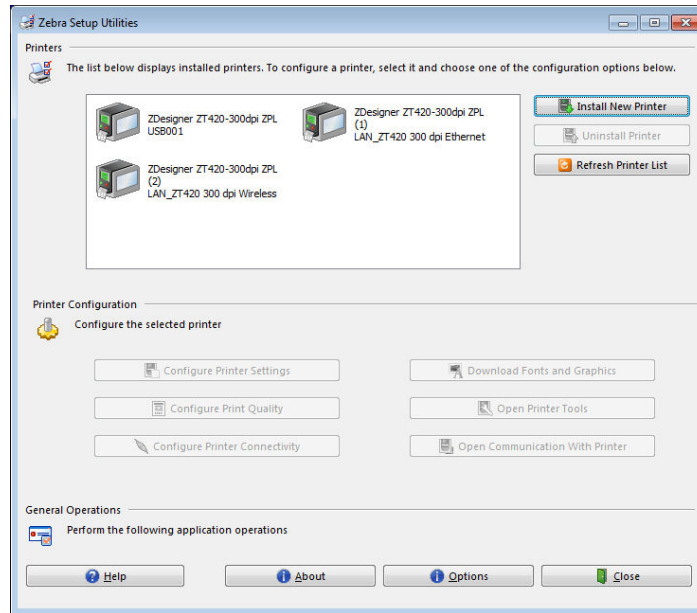 Zebra Setup Utilities
Printers
The list below displays installed printers. To configure a printer, select it and choose one of the configuration options below.
ZDesigner ZT420-300dpi ZPL
USB001
ZDesigner ZT420-300dpi ZPL
(1)
LAN_ZT420 300 dpi Ethernet
ZDesigner ZT420-300dpi ZPL
(2)
LAN_ZT420 300 dpi Wireless
Install New Printer
Uninstall Printer
Refresh Printer List
Printer Configuration
Configure the selected printer
Configure Printer Settings
Download Fonts and Graphics
Configure Print Quality
Open Printer Tools
Configure Printer Connectivity
Open Communication With Printer
General Operations
Perform the following application operations
Help
About
Options
Close